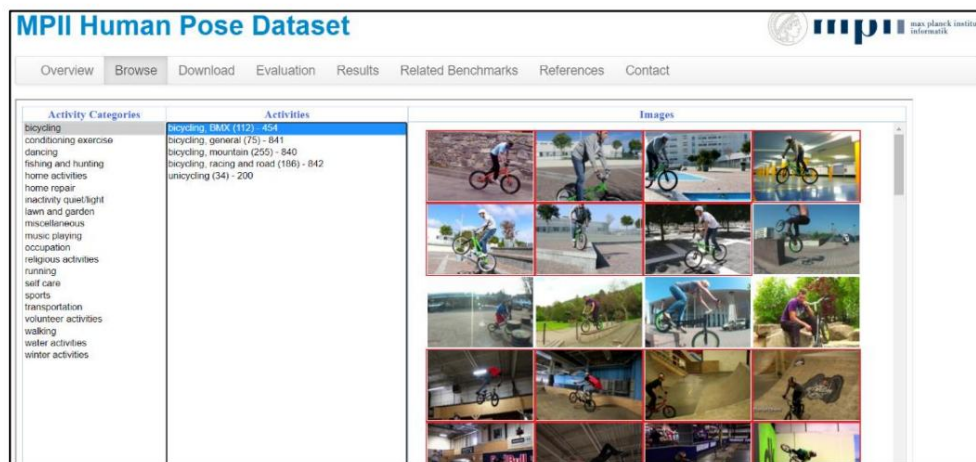 MPII Human Pose Dataset
mpi max planck institu
informatik
Overview Browse Download Evaluation Results Related Benchmarks References Contact
Activity Categories
bicycling
conditioning exercise
dancing
fishing and hunting
home activities
home repair
inactivity quiet/light
lawn and garden
miscellaneous
music playing
occupation
religious activities
running
self care
sports
transportation
volunteer activities
walking
water activities
winter activities
Activities
bicycling, BMX (112) - 454
bicycling, general (75) - 841
bicycling, mountain (255) - 840
bicycling, racing and road (186) - 842
unicycling (34) - 200
Images